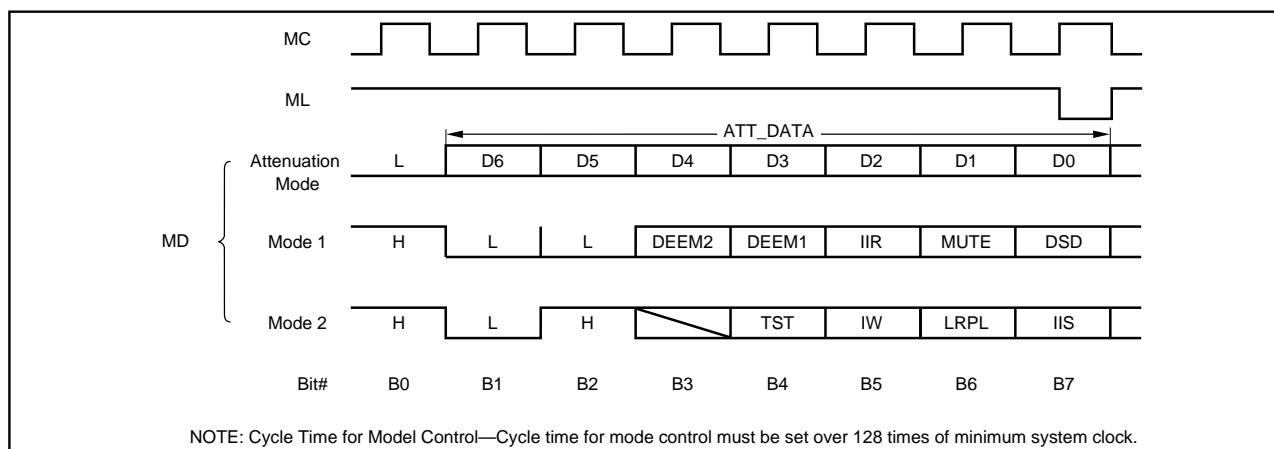 MC
ML
ATT_DATA
Attenuation Mode L D6 D5 D4 D3 D2 D1 D0
MD Mode 1 H L L DEEM2 DEEM1 IIR MUTE DSD
Mode 2 H L H TST IW LRPL IIS
Bit# B0 B1 B2 B3 B4 B5 B6 B7
NOTE: Cycle Time for Model Control—Cycle time for mode control must be set over 128 times of minimum system clock.